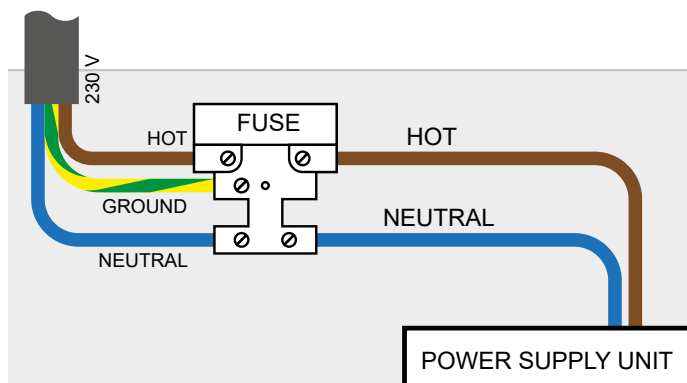 230 V
FUSE
HOT
HOT
GROUND
NEUTRAL
NEUTRAL
POWER SUPPLY UNIT